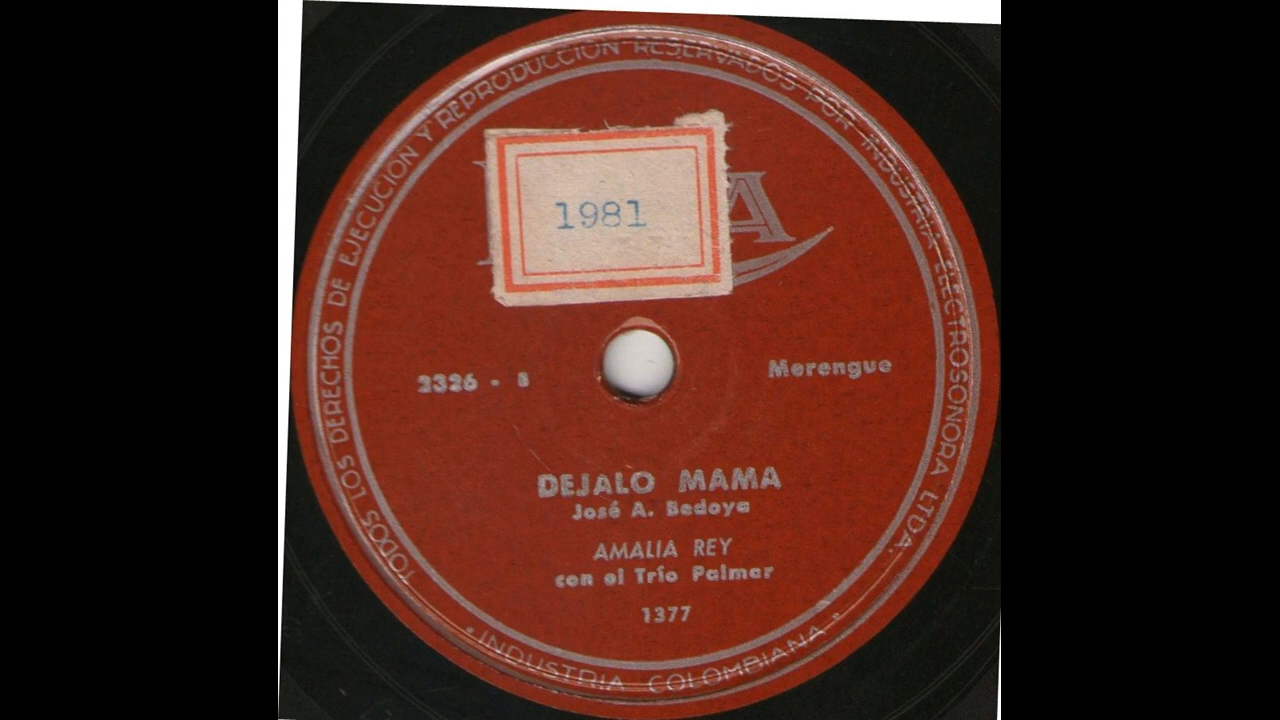 TODOS LOS DERECHOS DE EJECUCION Y REPRODUCCION RESERVADOS POR INDUSTRIA ELECTROSONORA LTDA.
1981
2326 - B
Merengue
DEJALO MAMA
José A. Bedoya
AMALIA REY
con el Trío Palmar
1377
• INDUSTRIA COLOMBIANA •